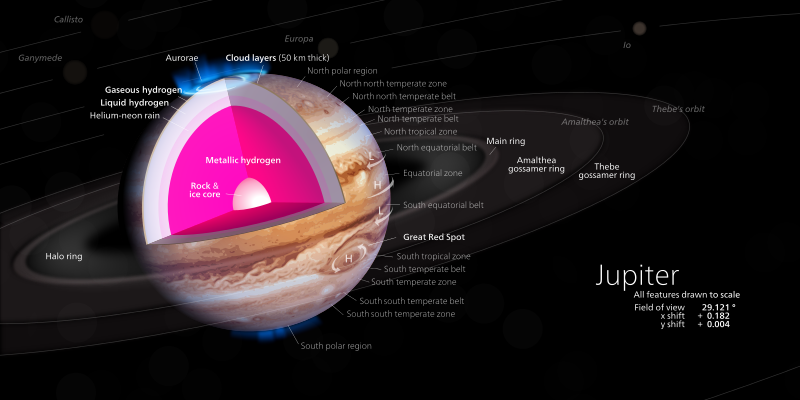 Callisto
Europa
Io
Ganymede
Aurorae
Cloud layers (50 km thick)
North polar region
Gaseous hydrogen
Liquid hydrogen
Helium-neon rain
North north temperate zone
North north temperate belt
North temperate zone
North temperate belt
North tropical zone
Thebe's orbit
Amalthea's orbit
North equatorial belt
Main ring
Metallic hydrogen
L
Amalthea
gossamer ring
Thebe
gossamer ring
Equatorial zone
H
Rock &
ice core
L
South equatorial belt
Great Red Spot
Halo ring
H
South tropical zone
South temperate belt
South temperate zone
South south temperate belt
South south temperate zone
South polar region
Jupiter
All features drawn to scale
Field of view 29.121 °
x shift + 0.182
y shift + 0.004